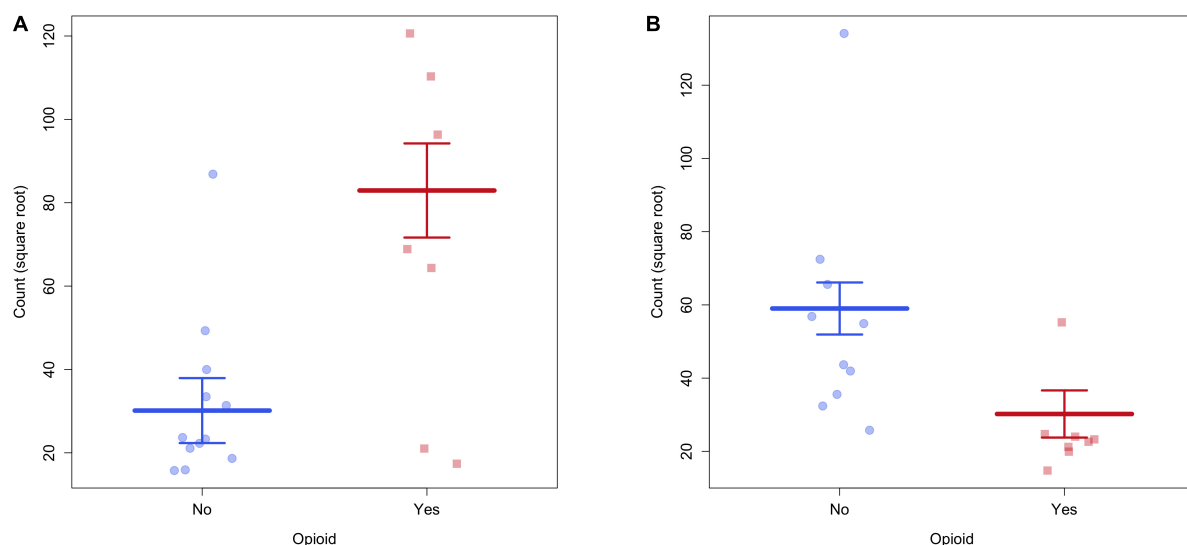 A
Count (square root)
120
100
80
60
40
20
No
Yes
Opioid
B
Count (square root)
120
100
80
60
40
20
No
Yes
Opioid